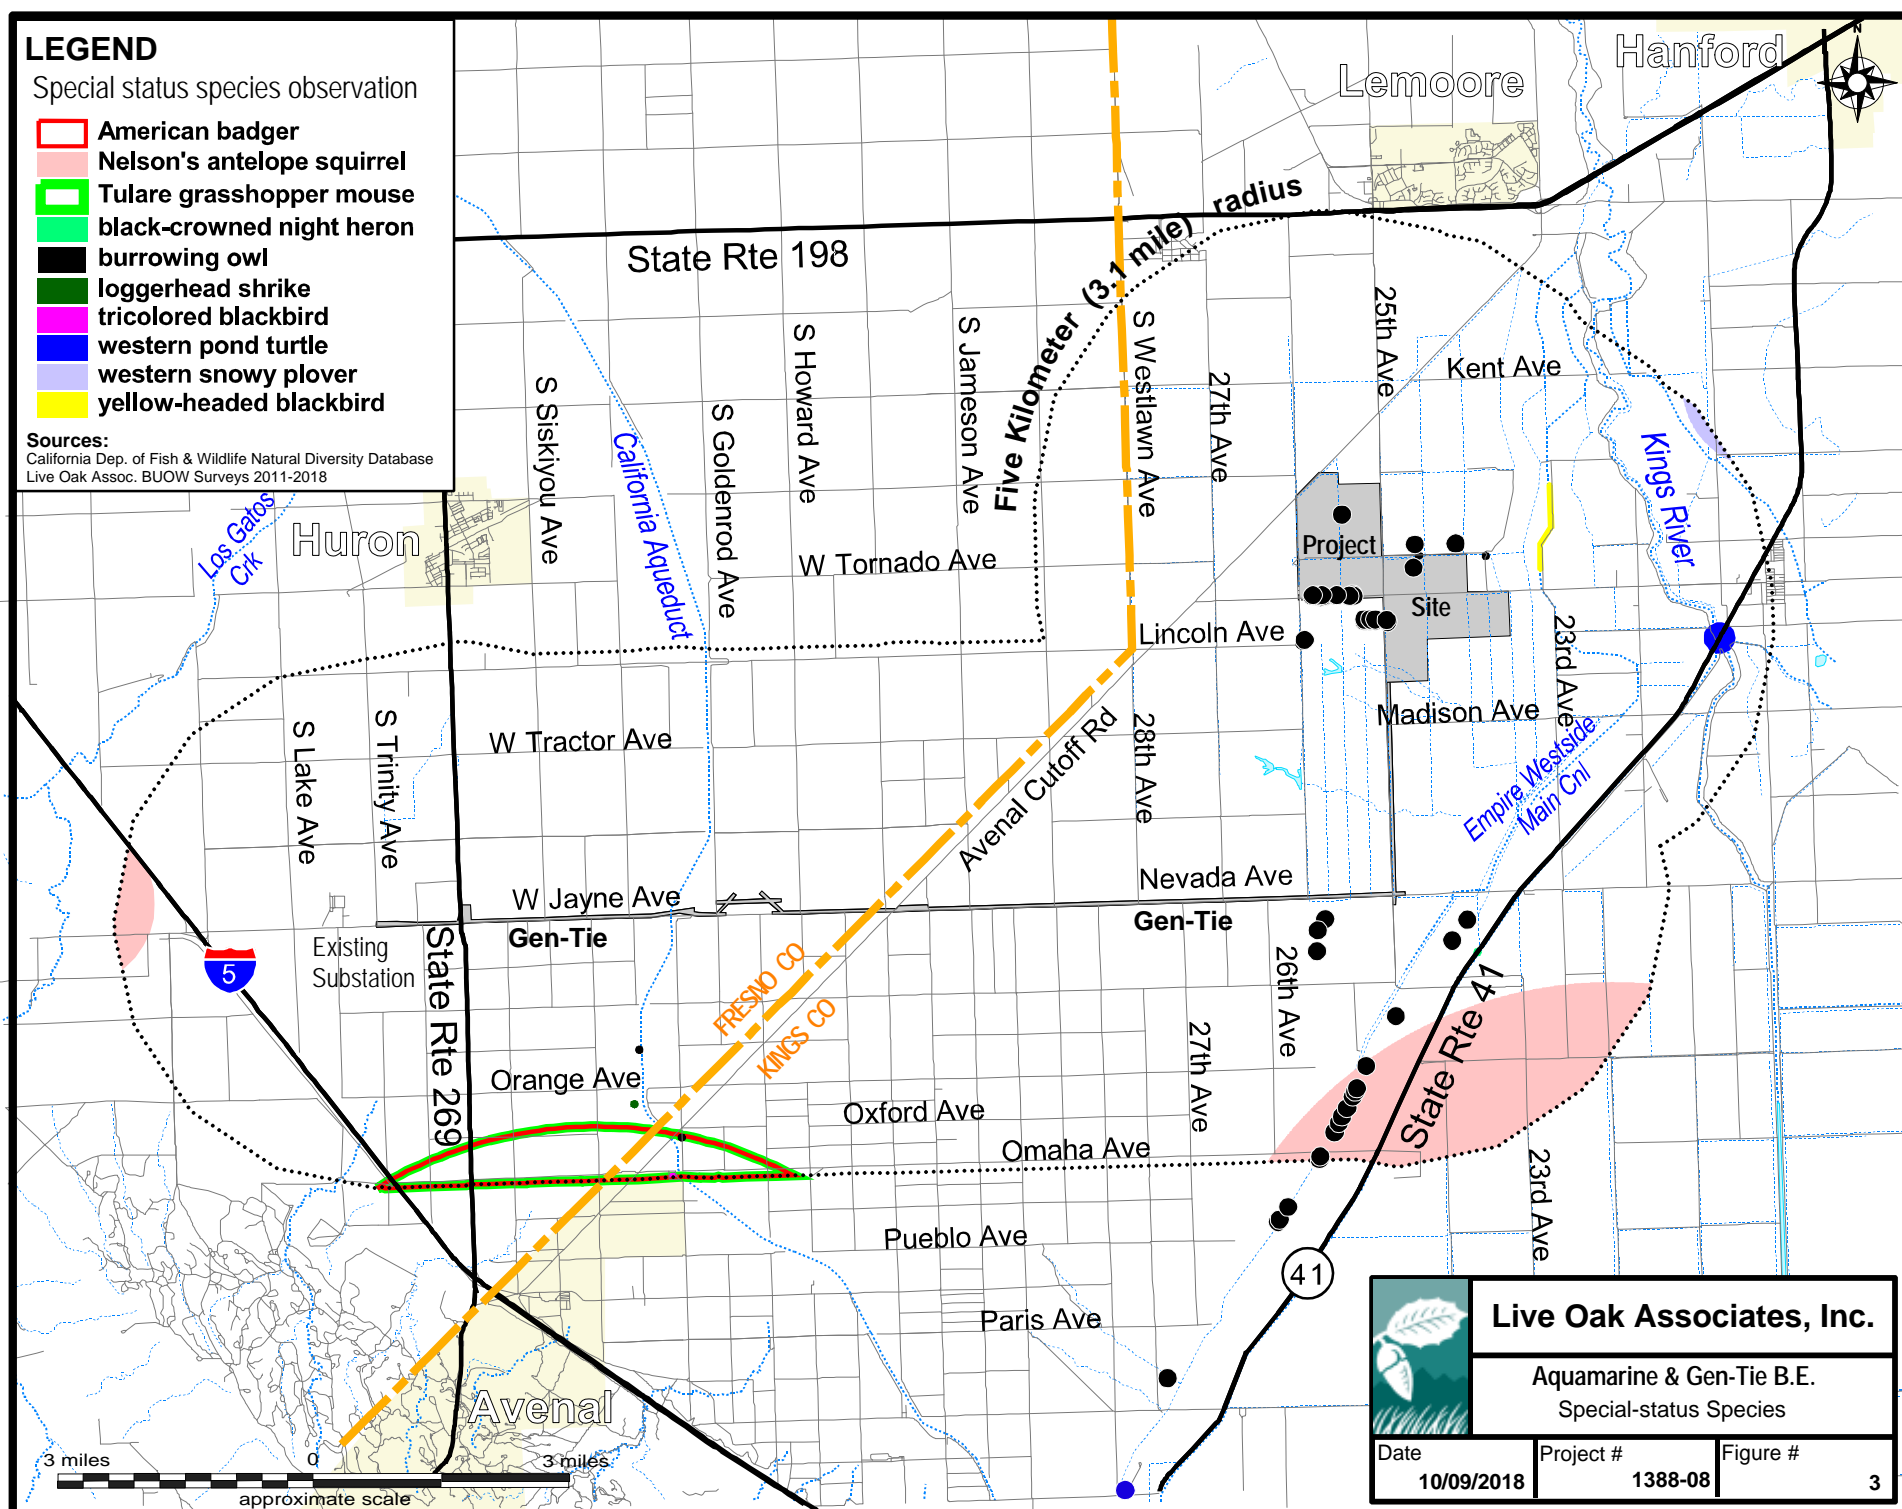 LEGEND
Special status species observation
American badger
Nelson's antelope squirrel
Tulare grasshopper mouse
black-crowned night heron
burrowing owl
loggerhead shrike
tricolored blackbird
western pond turtle
western snowy plover
yellow-headed blackbird
Sources:
California Dep. of Fish & Wildlife Natural Diversity Database
Live Oak Assoc. BUOW Surveys 2011-2018
Hanford
N
Lemoore
State Rte 198
Five Kilometer (3.1 mile) radius
S Siskiyou Ave
California Aqueduct
S Goldenrod Ave
S Howard Ave
S Jameson Ave
S Westlawn Ave
27th Ave
25th Ave
Kent Ave
Kings River
Los Gatos
Crk
Huron
W Tornado Ave
Project
Site
Lincoln Ave
23rd Ave
Madison Ave
S Lake Ave
S Trinity Ave
W Tractor Ave
Avenal Cutoff Rd
28th Ave
Empire Westside
Main Cnl
W Jayne Ave
Nevada Ave
Gen-Tie
Gen-Tie
Existing
Substation
5
State Rte 269
FRESNO CO
KINGS CO
26th Ave
27th Ave
State Rte 41
Orange Ave
Oxford Ave
Omaha Ave
23rd Ave
Pueblo Ave
41
Paris Ave
Avenal
3 miles
0
3 miles
approximate scale
Live Oak Associates, Inc.
Aquamarine & Gen-Tie B.E.
Special-status Species
Date
10/09/2018
Project #
1388-08
Figure #
3